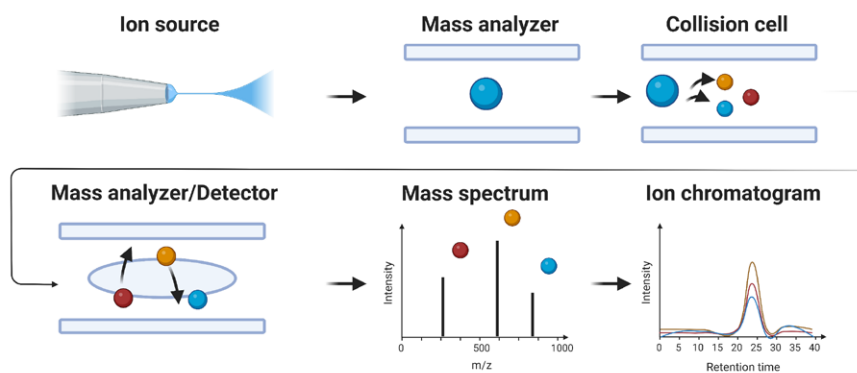 Ion source
Mass analyzer
Collision cell
Mass analyzer/Detector
Mass spectrum
Ion chromatogram
Intensity
0 500 1000
m/z
Intensity
0 5 10 15 20 25 30 35 40
Retention time